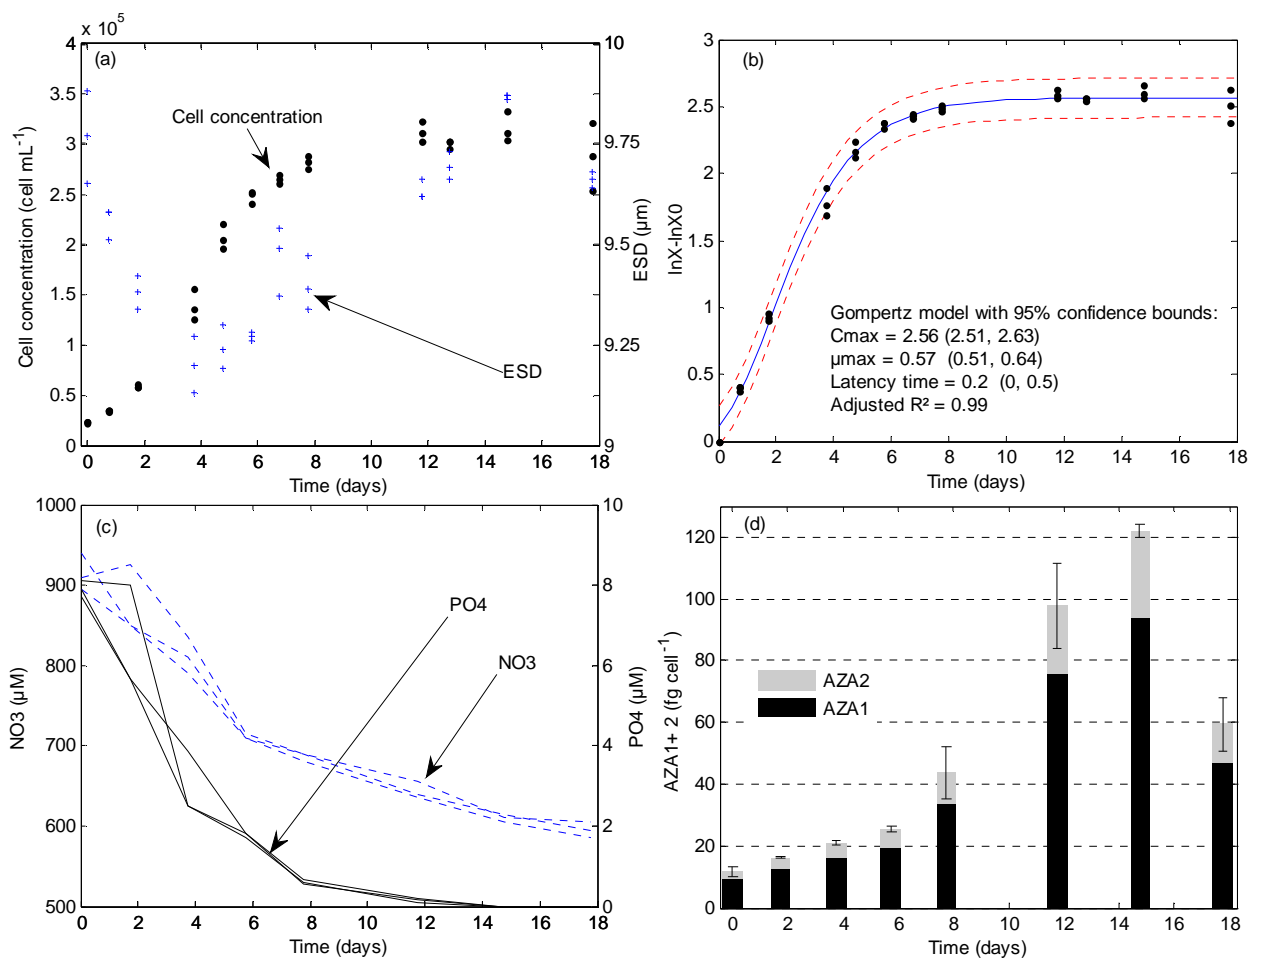 x 10^5
(a)
4
3.5
3
2.5
2
1.5
1
0.5
0
Cell concentration (cell mL^-1)
Cell concentration
ESD
10
9.75
9.5
9.25
9
ESD (µm)
0 2 4 6 8 10 12 14 16 18
Time (days)
(b)
3
2.5
2
1.5
1
0.5
0
lnX-lnX0
Gompertz model with 95% confidence bounds:
Cmax = 2.56 (2.51, 2.63)
µmax = 0.57 (0.51, 0.64)
Latency time = 0.2 (0, 0.5)
Adjusted R² = 0.99
0 2 4 6 8 10 12 14 16 18
Time (days)
(c)
1000
900
800
700
600
500
NO3 (µM)
PO4
NO3
10
8
6
4
2
0
PO4 (µM)
0 2 4 6 8 10 12 14 16 18
Time (days)
(d)
120
100
80
60
40
20
0
AZA1+ 2 (fg cell^-1)
AZA2
AZA1
0 2 4 6 8 10 12 14 16 18
Time (days)